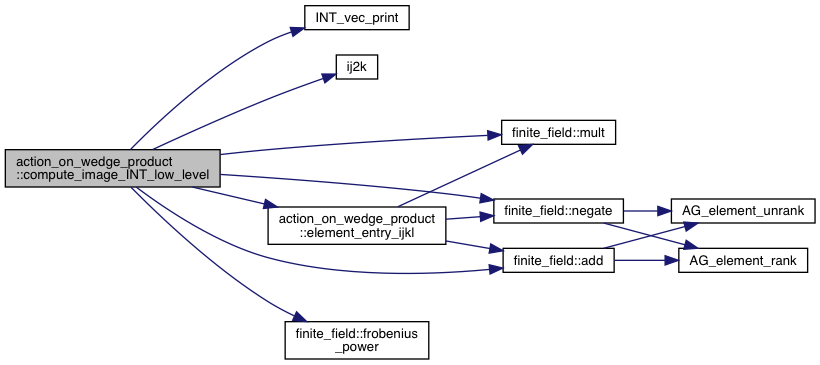 INT_vec_print
ij2k
finite_field::mult
action_on_wedge_product
::compute_image_INT_low_level
finite_field::negate
AG_element_unrank
action_on_wedge_product
::element_entry_ijkl
finite_field::add
AG_element_rank
finite_field::frobenius
_power